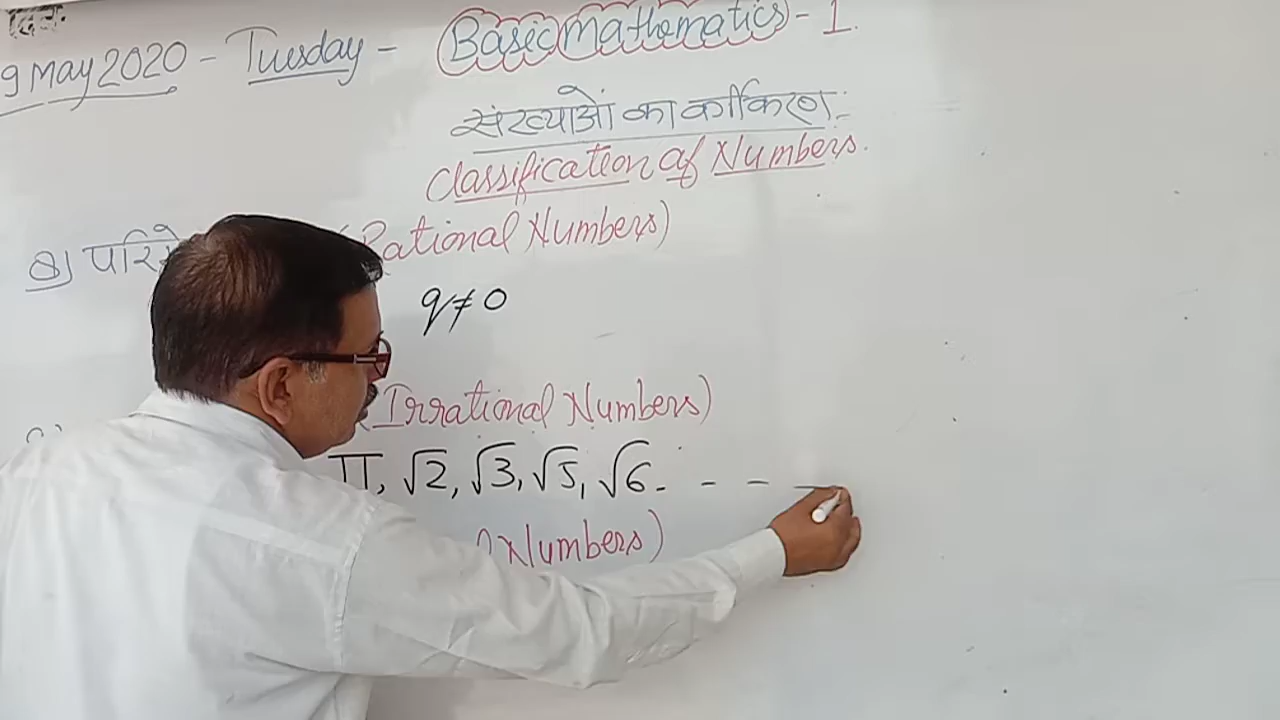 9 May 2020 - Tuesday - Basic Mathematics - 1.
संख्याओं का वर्गीकरण:
Classification of Numbers.
(Rational Numbers)
q ≠ 0
(Irrational Numbers)
π, √2, √3, √5, √6. - - -
Numbers)